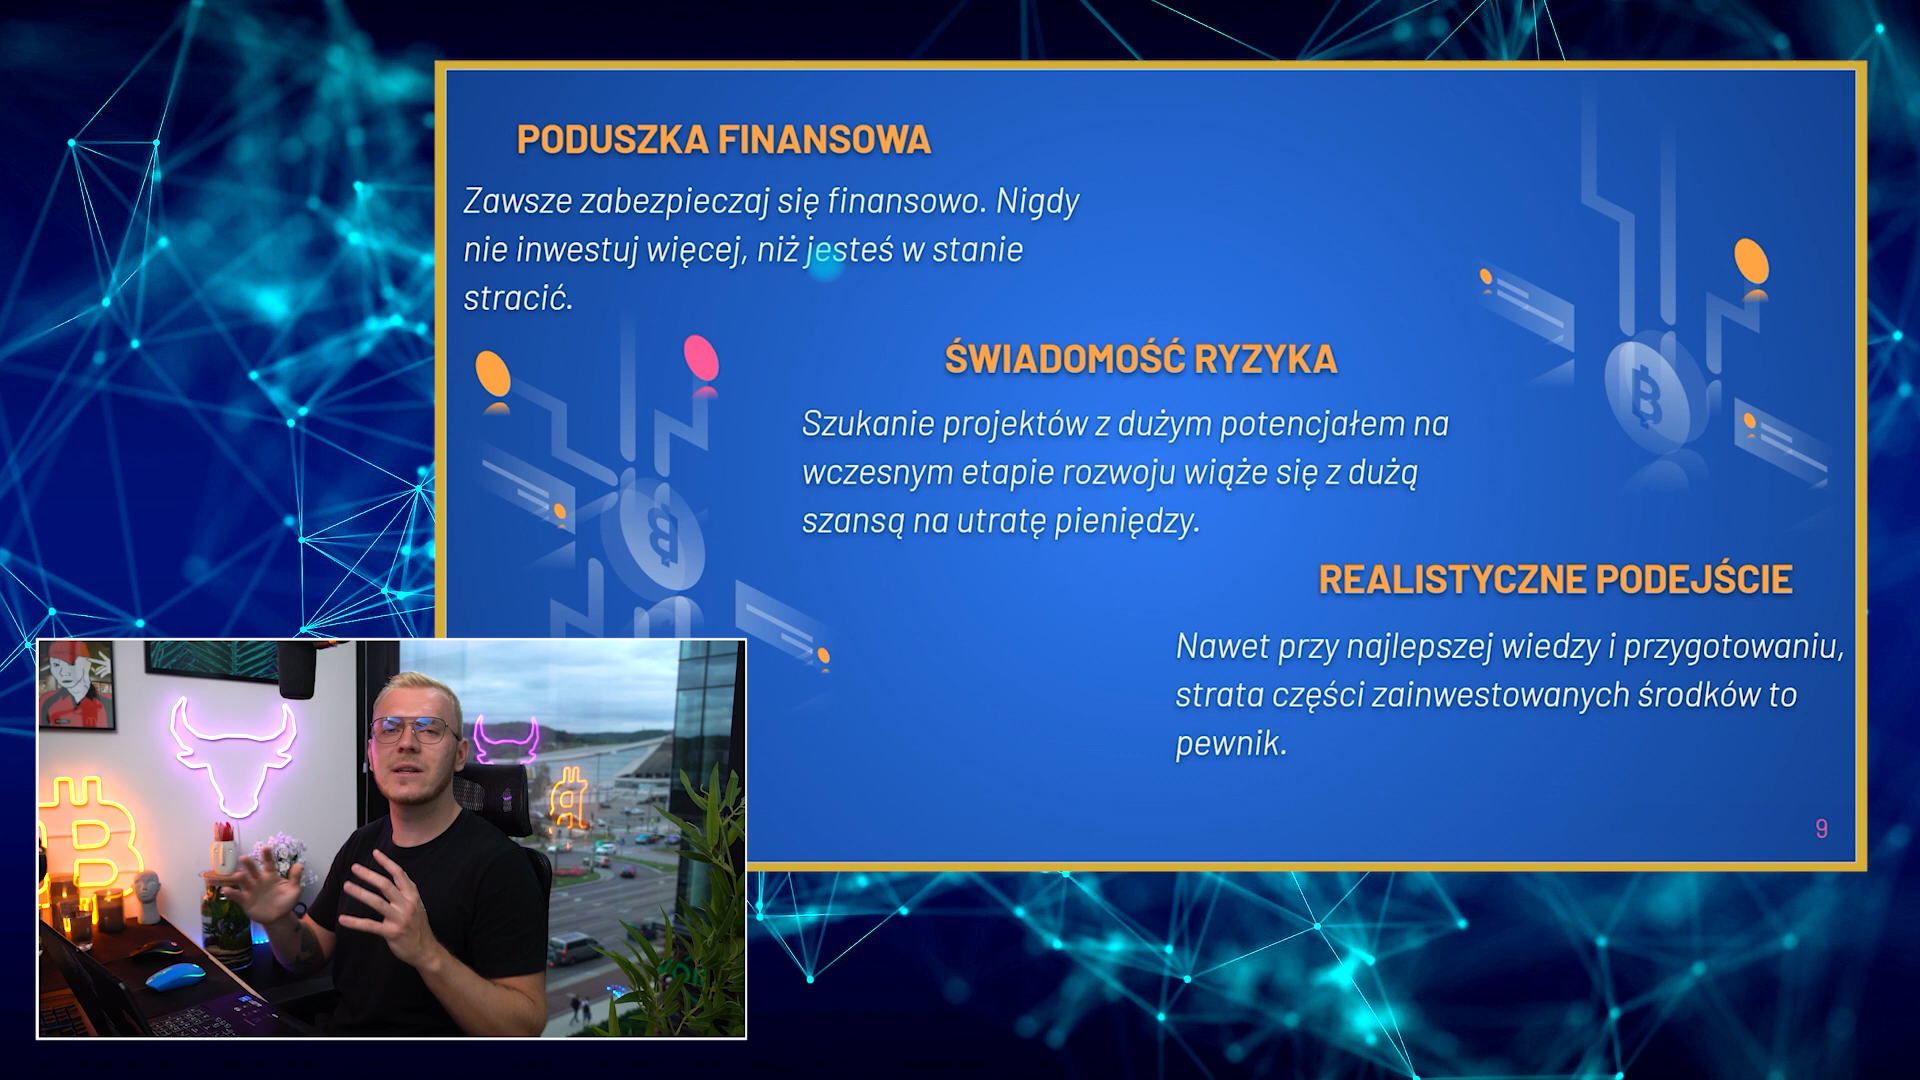 PODUSZKA FINANSOWA
Zawsze zabezpieczaj się finansowo. Nigdy
nie inwestuj więcej, niż jesteś w stanie
stracić.
ŚWIADOMOŚĆ RYZYKA
Szukanie projektów z dużym potencjałem na
wczesnym etapie rozwoju wiąże się z dużą
szansą na utratę pieniędzy.
REALISTYCZNE PODEJŚCIE
Nawet przy najlepszej wiedzy i przygotowaniu,
strata części zainwestowanych środków to
pewnik.
9